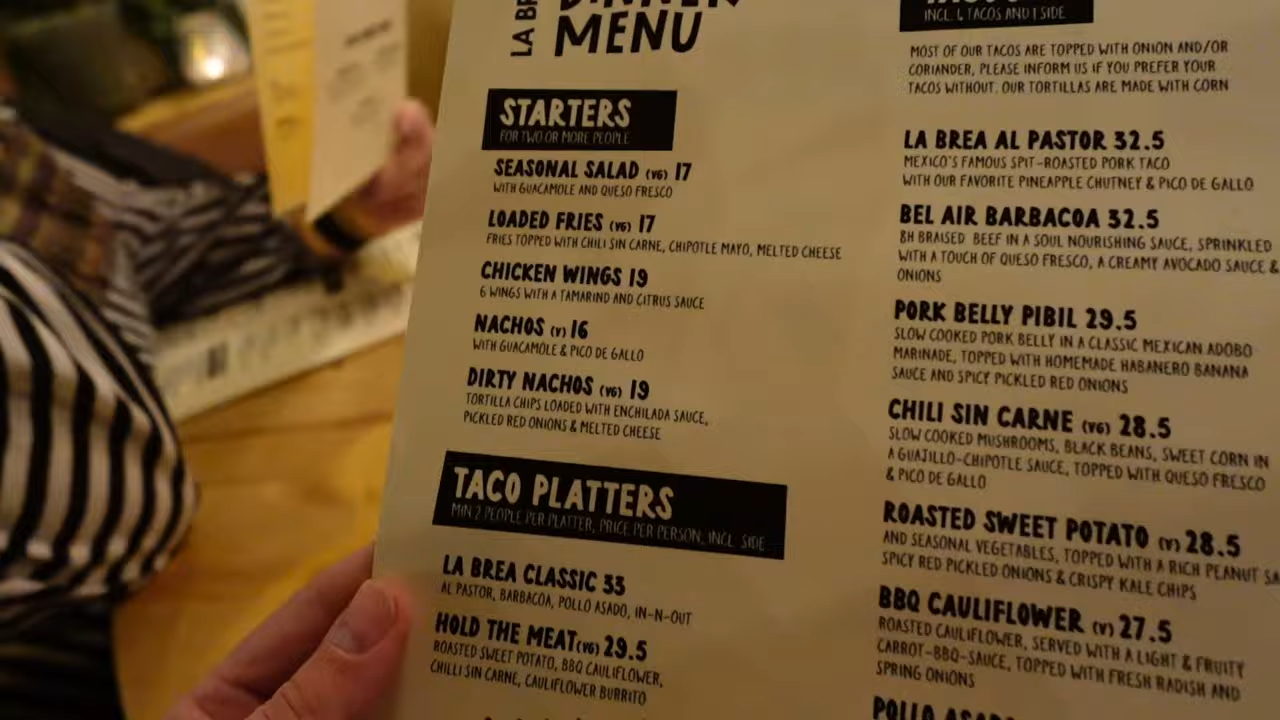 LA BR
DINNER
MENU
STARTERS
FOR TWO OR MORE PEOPLE
SEASONAL SALAD (VG) 17
WITH GUACAMOLE AND QUESO FRESCO
LOADED FRIES (VG) 17
FRIES TOPPED WITH CHILI SIN CARNE, CHIPOTLE MAYO, MELTED CHEESE
CHICKEN WINGS 19
6 WINGS WITH A TAMARIND AND CITRUS SAUCE
NACHOS (V) 16
WITH GUACAMOLE & PICO DE GALLO
DIRTY NACHOS (VG) 19
TORTILLA CHIPS LOADED WITH ENCHILADA SAUCE,
PICKLED RED ONIONS & MELTED CHEESE
TACO PLATTERS
MIN 2 PEOPLE PER PLATTER, PRICE PER PERSON, INCL. SIDE
LA BREA CLASSIC 33
AL PASTOR, BARBACOA, POLLO ASADO, IN-N-OUT
HOLD THE MEAT(VG) 29.5
ROASTED SWEET POTATO, BBQ CAULIFLOWER,
CHILLI SIN CARNE, CAULIFLOWER BURRITO
INCL. 4 TACOS AND 1 SIDE
MOST OF OUR TACOS ARE TOPPED WITH ONION AND/OR
CORIANDER, PLEASE INFORM US IF YOU PREFER YOUR
TACOS WITHOUT. OUR TORTILLAS ARE MADE WITH CORN
LA BREA AL PASTOR 32.5
MEXICO'S FAMOUS SPIT-ROASTED PORK TACO
WITH OUR FAVORITE PINEAPPLE CHUTNEY & PICO DE GALLO
BEL AIR BARBACOA 32.5
8H BRAISED BEEF IN A SOUL NOURISHING SAUCE, SPRINKLED
WITH A TOUCH OF QUESO FRESCO, A CREAMY AVOCADO SAUCE &
ONIONS
PORK BELLY PIBIL 29.5
SLOW COOKED PORK BELLY IN A CLASSIC MEXICAN ADOBO
MARINADE, TOPPED WITH HOMEMADE HABANERO BANANA
SAUCE AND SPICY PICKLED RED ONIONS
CHILI SIN CARNE (VG) 28.5
SLOW COOKED MUSHROOMS, BLACK BEANS, SWEET CORN IN
A GUAJILLO-CHIPOTLE SAUCE, TOPPED WITH QUESO FRESCO
& PICO DE GALLO
ROASTED SWEET POTATO (V) 28.5
AND SEASONAL VEGETABLES, TOPPED WITH A RICH PEANUT SA
SPICY RED PICKLED ONIONS & CRISPY KALE CHIPS
BBQ CAULIFLOWER (V) 27.5
ROASTED CAULIFLOWER, SERVED WITH A LIGHT & FRUITY
CARROT-BBQ-SAUCE, TOPPED WITH FRESH RADISH AND
SPRING ONIONS
POLLO ASADO